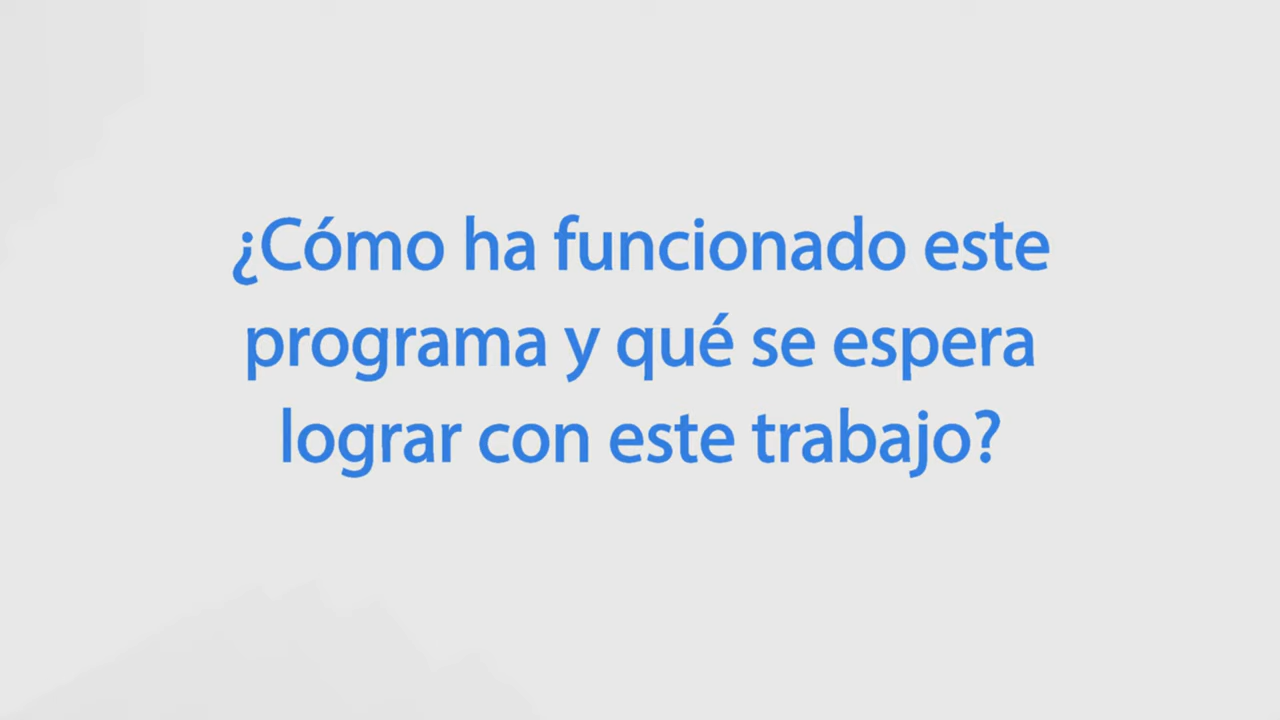 ¿Cómo ha funcionado este
programa y qué se espera
lograr con este trabajo?